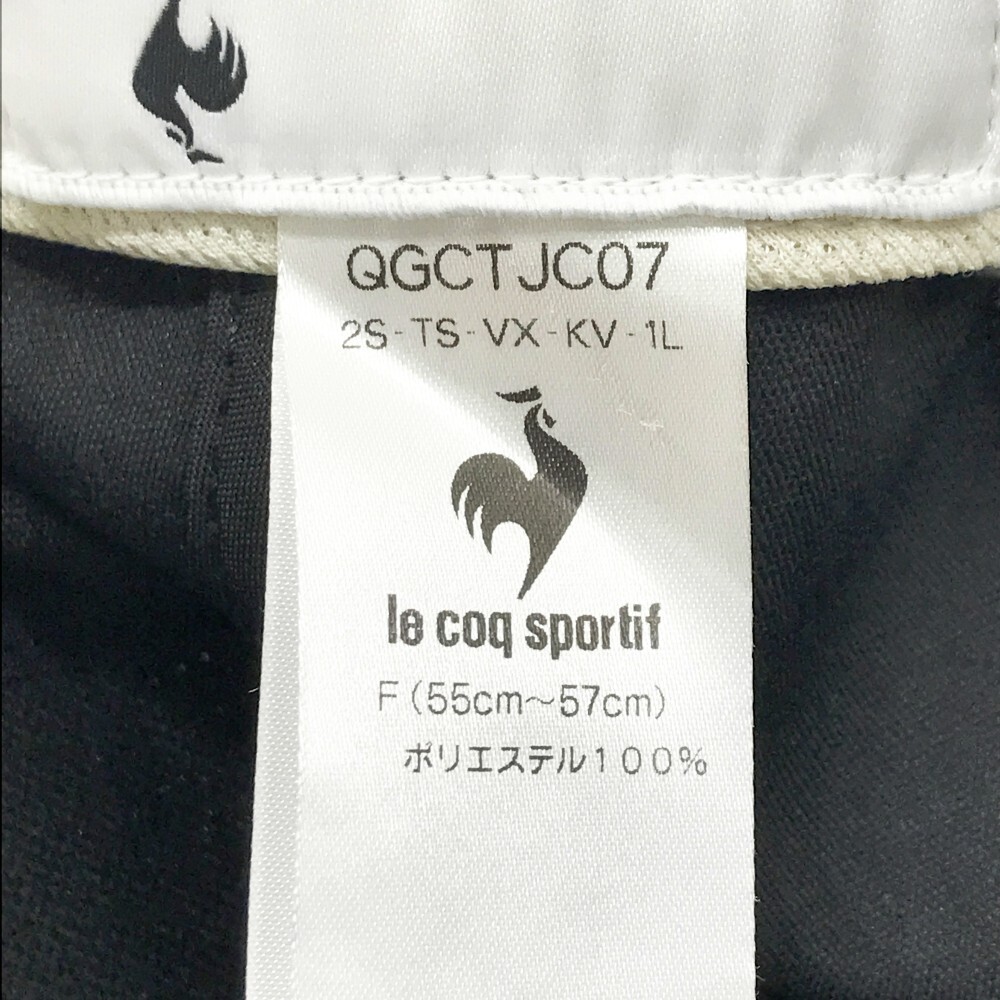 QGCTJC07
2S-TS-VX-KV-1L
le coq sportif
F(55cm～57cm)
ポリエステル100%